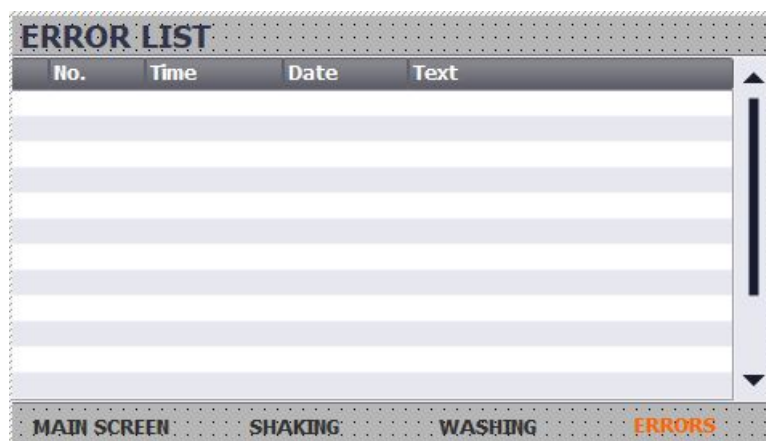 ERROR LIST
No. Time Date Text
MAIN SCREEN SHAKING WASHING ERRORS